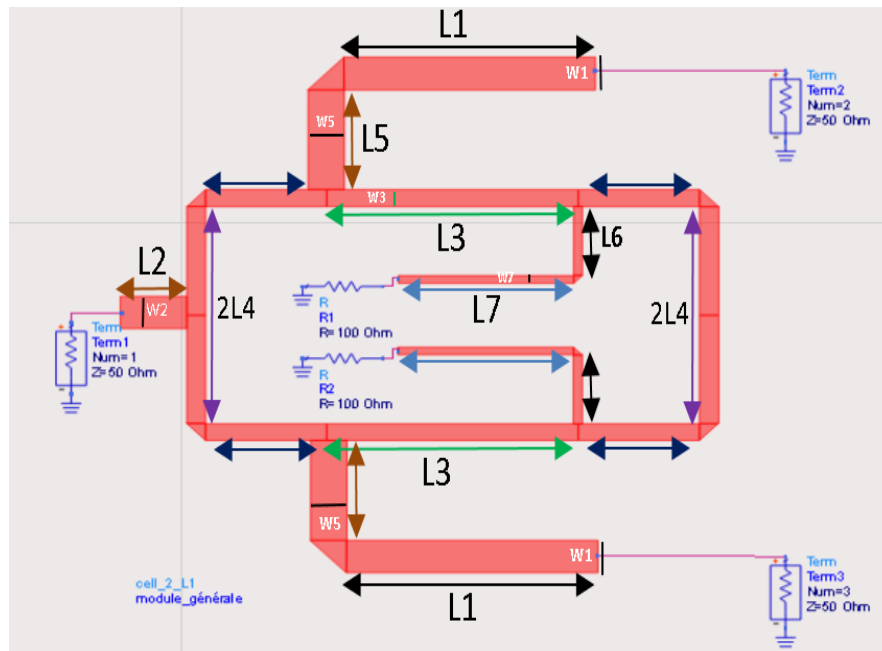 L1
W1
Term
Term2
Num=2
Z=50 Ohm
W5
L5
W3
L3
L6
L2
W2
2L4
W7
L7
R
R1
R=100 Ohm
2L4
Term
Term1
Num=1
Z=50 Ohm
R
R2
R=100 Ohm
L3
W5
W1
L1
Term
Term3
Num=3
Z=50 Ohm
cell_2_L1
module_générale